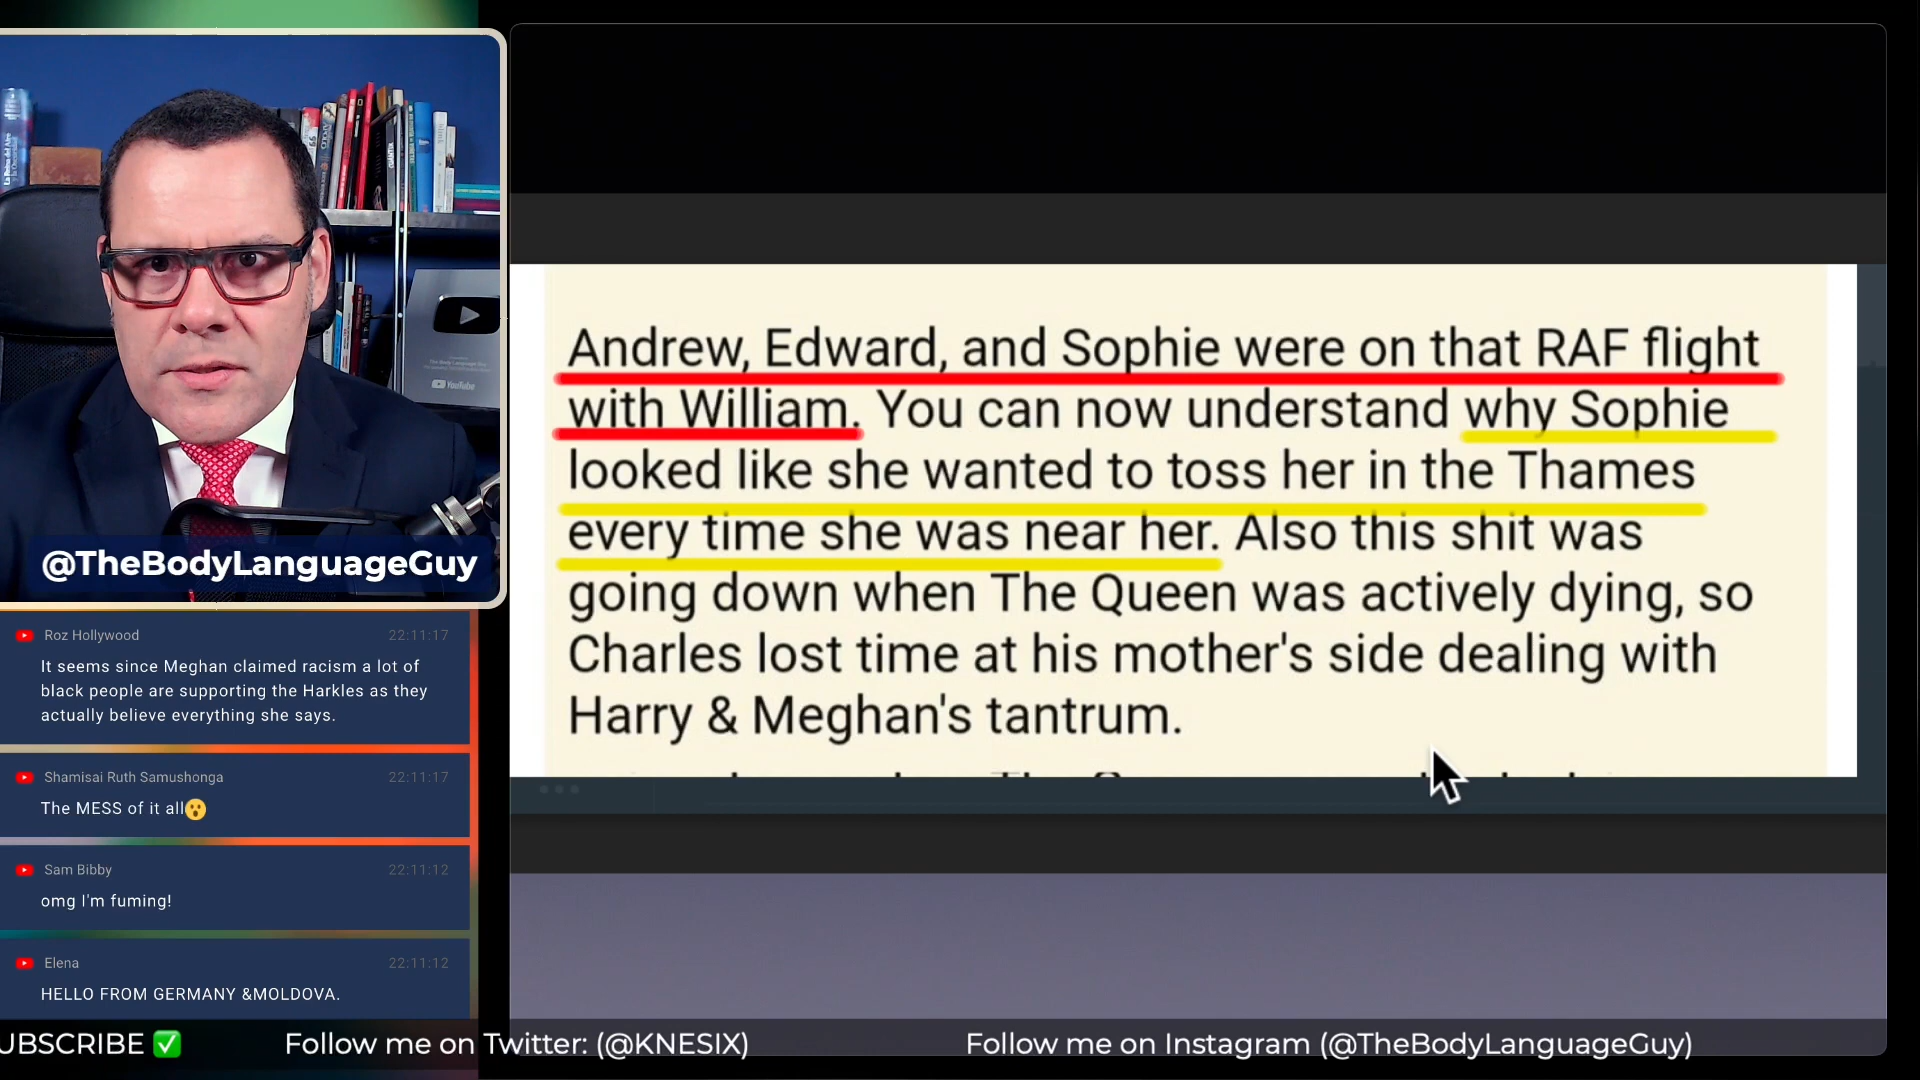 Andrew, Edward, and Sophie were on that RAF flight
with William. You can now understand why Sophie
looked like she wanted to toss her in the Thames
every time she was near her. Also this shit was
going down when The Queen was actively dying, so
Charles lost time at his mother's side dealing with
Harry & Meghan's tantrum.
YouTube
@TheBodyLanguageGuy
Roz Hollywood 22:11:17
It seems since Meghan claimed racism a lot of
black people are supporting the Harkles as they
actually believe everything she says.
Shamisai Ruth Samushonga 22:11:17
The MESS of it all😮
Sam Bibby 22:11:12
omg I'm fuming!
Elena 22:11:12
HELLO FROM GERMANY &MOLDOVA.
UBSCRIBE ✅ Follow me on Twitter: (@KNESIX) Follow me on Instagram (@TheBodyLanguageGuy)